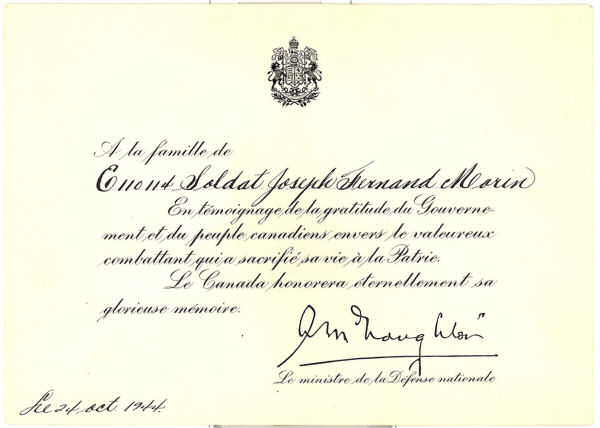 A la famille de
E110114 Soldat Joseph Fernand Morin
En témoignage de la gratitude du Gouverne-
ment et du peuple canadiens envers le valeureux
combattant qui a sacrifié sa vie à la Patrie.
Le Canada honorera éternellement sa
glorieuse mémoire.
Le ministre de la Défense nationale
Le 24 oct 1944.